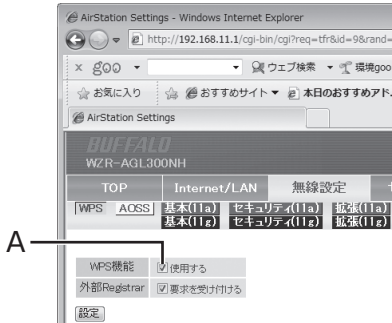 AirStation Settings - Windows Internet Explorer
http://192.168.11.1/cgi-bin/cgi?req=tfr&id=9&rand=
× goo ウェブ検索 環境goo
お気に入り おすすめサイト ▼ 本日のおすすめアド
AirStation Settings
BUFFALO
WZR-AGL300NH
TOP Internet/LAN 無線設定
WPS AOSS 基本(11a) セキュリティ(11a) 拡張(11a)
基本(11g) セキュリティ(11g) 拡張(11g)
A
WPS機能 使用する
外部Registrar 要求を受け付ける
設定